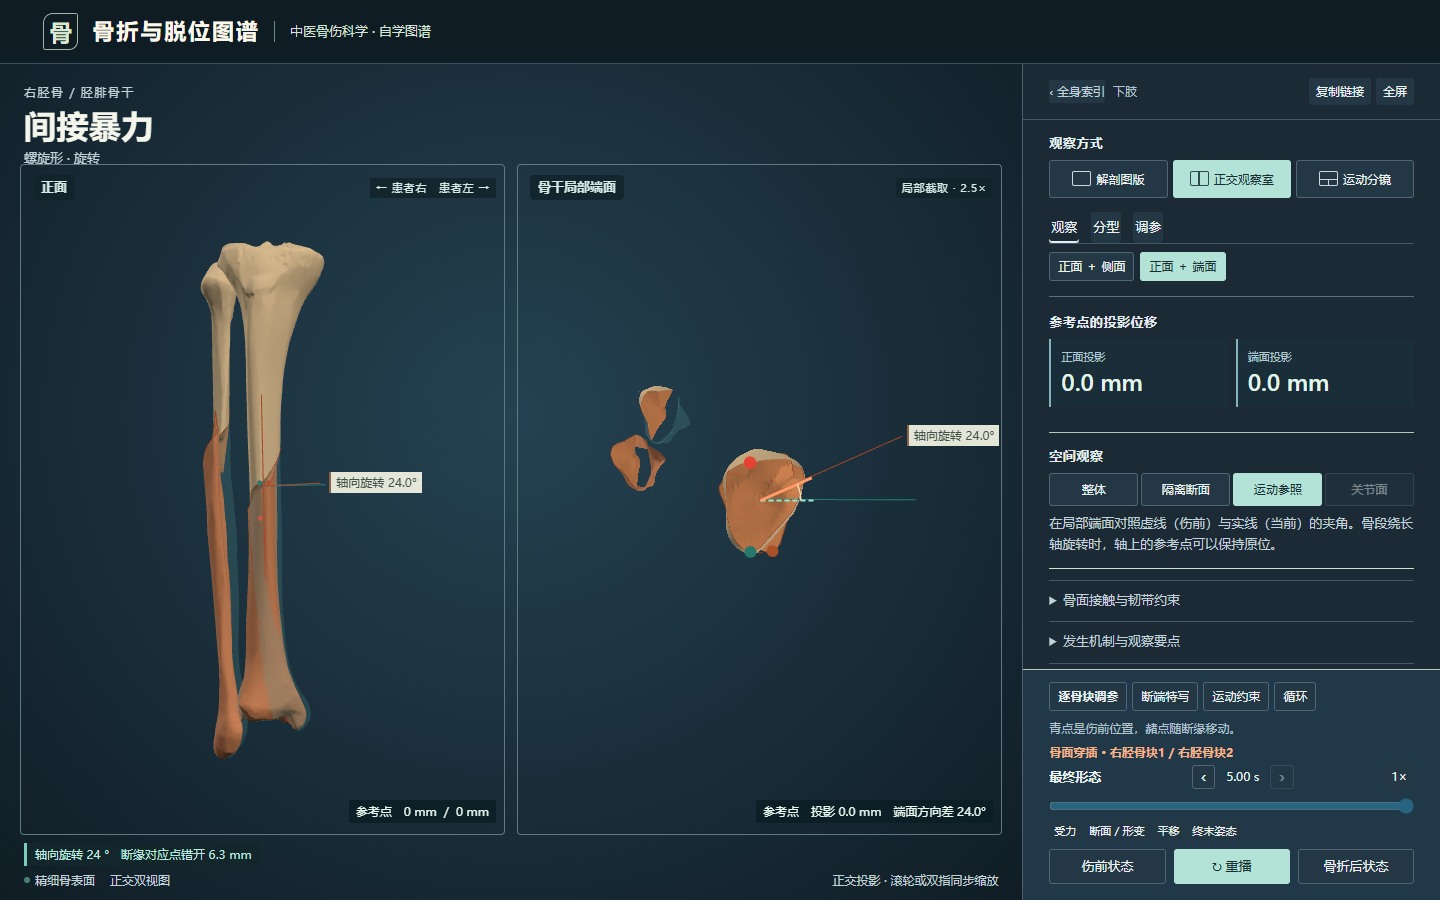 骨 骨折与脱位图谱 中医骨伤科学 · 自学图谱
右胫骨 / 胫腓骨干
间接暴力
螺旋形 · 旋转
正面 ← 患者右 患者左 →
轴向旋转 24.0°
参考点 0 mm / 0 mm
骨干局部端面 局部截取 · 2.5×
轴向旋转 24.0°
参考点 投影 0.0 mm 端面方向差 24.0°
轴向旋转 24 ° 断缘对应点错开 6.3 mm
精细骨表面 正交双视图
正交投影 · 滚轮或双指同步缩放
‹ 全身索引 下肢 复制链接 全屏
观察方式
解剖图版 正交观察室 运动分镜
观察 分型 调参
正面 + 侧面 正面 + 端面
参考点的投影位移
正面投影 端面投影
0.0 mm 0.0 mm
空间观察
整体 隔离断面 运动参照 关节面
在局部端面对照虚线（伤前）与实线（当前）的夹角。骨段绕长
轴旋转时，轴上的参考点可以保持原位。
▶ 骨面接触与韧带约束
▶ 发生机制与观察要点
逐骨块调参 断端特写 运动约束 循环
青点是伤前位置，赭点随断缘移动。
骨面穿插 · 右胫骨块1 / 右胫骨块2
最终形态 ‹ 5.00 s › 1×
受力 断面 / 形变 平移 终末姿态
伤前状态 ↻ 重播 骨折后状态